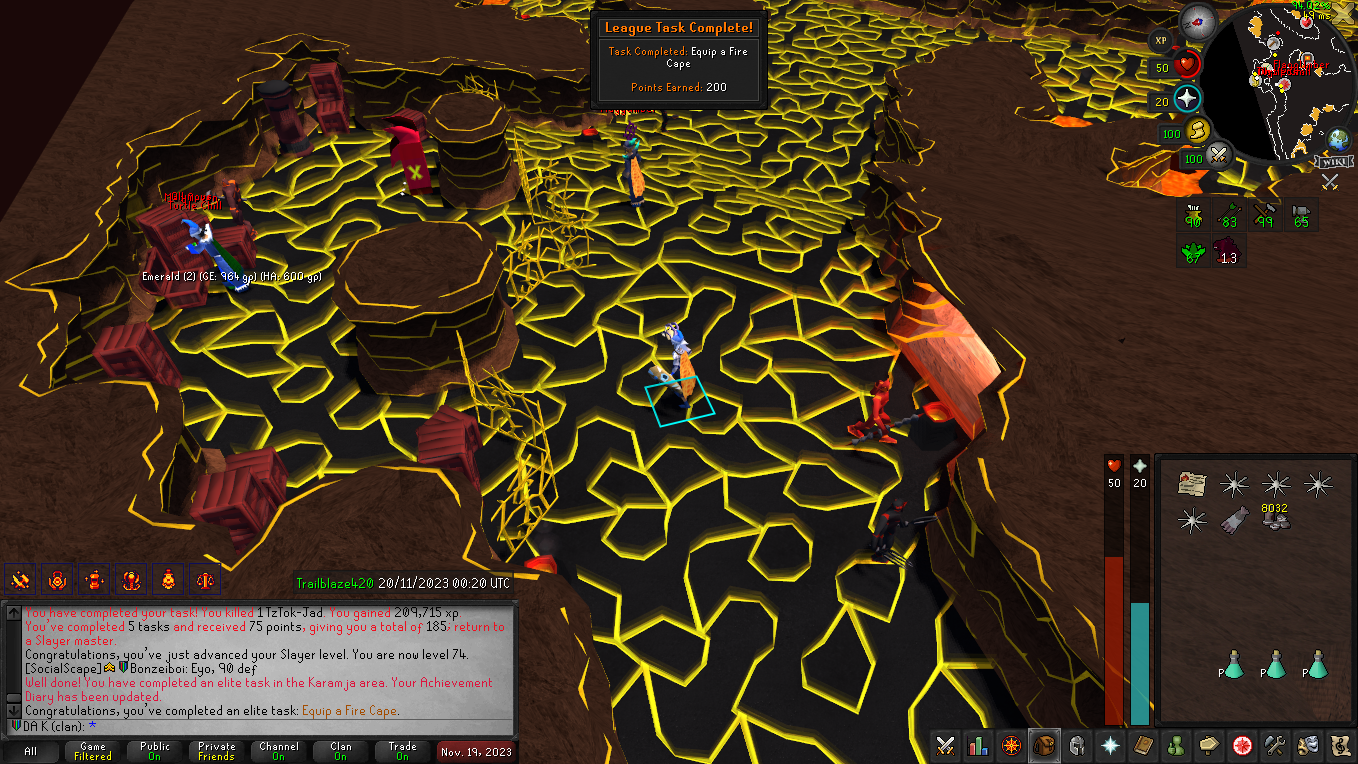 League Task Complete!
Task Completed: Equip a Fire
Cape
Points Earned: 200
XP
50
20
100
100
WIKI
90
83
99
65
87
-1.3
Emerald (2) (GE: 964 gp) (HA: 600 gp)
50
20
8032
P
P
P
Trailblaze420 20/11/2023 00:20 UTC
You have completed your task! You killed 1 TzTok-Jad. You gained 209,715 xp.
You've completed 5 tasks and received 75 points, giving you a total of 185; return to
a Slayer master.
Congratulations, you've just advanced your Slayer level. You are now level 74.
[SocialScape] Bonzeiboi: Eyo, 90 def
Well done! You have completed an elite task in the Karamja area. Your Achievement
Diary has been updated.
Congratulations, you've completed an elite task: Equip a Fire Cape.
DA K (clan): *
All
Game
Filtered
Public
On
Private
Friends
Channel
On
Clan
On
Trade
On
Nov. 19, 2023